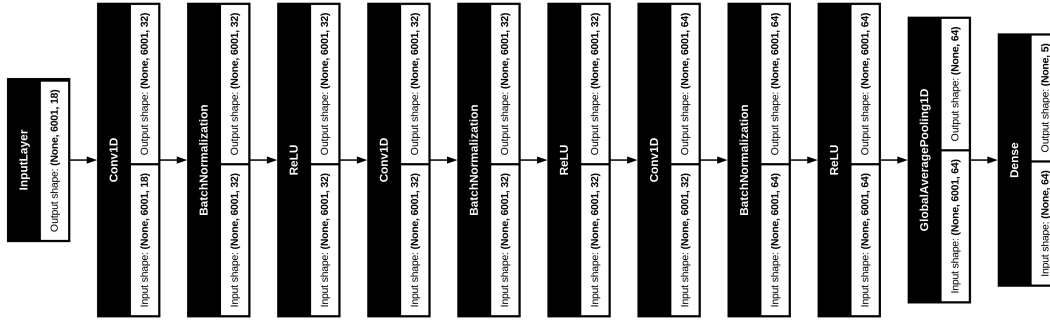 InputLayer
Output shape: (None, 6001, 18)
Conv1D
Input shape: (None, 6001, 18)
Output shape: (None, 6001, 32)
BatchNormalization
Input shape: (None, 6001, 32)
Output shape: (None, 6001, 32)
ReLU
Input shape: (None, 6001, 32)
Output shape: (None, 6001, 32)
Conv1D
Input shape: (None, 6001, 32)
Output shape: (None, 6001, 32)
BatchNormalization
Input shape: (None, 6001, 32)
Output shape: (None, 6001, 32)
ReLU
Input shape: (None, 6001, 32)
Output shape: (None, 6001, 32)
Conv1D
Input shape: (None, 6001, 32)
Output shape: (None, 6001, 64)
BatchNormalization
Input shape: (None, 6001, 64)
Output shape: (None, 6001, 64)
ReLU
Input shape: (None, 6001, 64)
Output shape: (None, 6001, 64)
GlobalAveragePooling1D
Input shape: (None, 6001, 64)
Output shape: (None, 64)
Dense
Input shape: (None, 64)
Output shape: (None, 5)